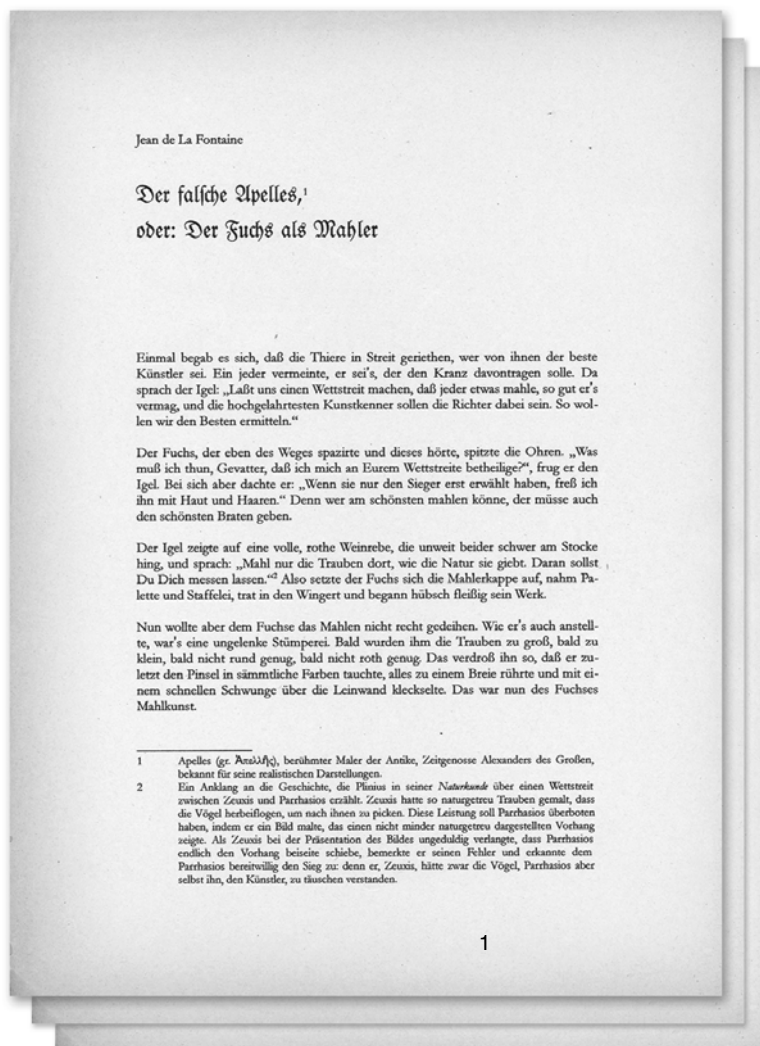 Jean de La Fontaine
Der falsche Apelles,¹
oder: Der Fuchs als Mahler
Einmal begab es sich, daß die Thiere in Streit geriethen, wer von ihnen der beste
Künstler sei. Ein jeder vermeinte, er sei's, der den Kranz davontragen solle. Da
sprach der Igel: „Laßt uns einen Wettstreit machen, daß jeder etwas mahle, so gut er's
vermag, und die hochgelahrtesten Kunstkenner sollen die Richter dabei sein. So wol-
len wir den Besten ermitteln.“
Der Fuchs, der eben des Weges spazirte und dieses hörte, spitzte die Ohren. „Was
muß ich thun, Gevatter, daß ich mich an Eurem Wettstreite betheilige?“, frug er den
Igel. Bei sich aber dachte er: „Wenn sie nur den Sieger erst erwählt haben, freß ich
ihn mit Haut und Haaren.“ Denn wer am schönsten mahlen könne, der müsse auch
den schönsten Braten geben.
Der Igel zeigte auf eine volle, rothe Weinrebe, die unweit beider schwer am Stocke
hing, und sprach: „Mahl nur die Trauben dort, wie die Natur sie giebt. Daran sollst
Du Dich messen lassen.“² Also setzte der Fuchs sich die Mahlerkappe auf, nahm Pa-
lette und Staffelei, trat in den Wingert und begann hübsch fleißig sein Werk.
Nun wollte aber dem Fuchse das Mahlen nicht recht gedeihen. Wie er's auch anstell-
te, war's eine ungelenke Stümperei. Bald wurden ihm die Trauben zu groß, bald zu
klein, bald nicht rund genug, bald nicht roth genug. Das verdroß ihn so, daß er zu-
letzt den Pinsel in sämmtliche Farben tauchte, alles zu einem Breie rührte und mit ei-
nem schnellen Schwunge über die Leinwand kleckselte. Das war nun des Fuchses
Mahlkunst.
1 Apelles (gr. Ἀπελλῆς), berühmter Maler der Antike, Zeitgenosse Alexanders des Großen,
bekannt für seine realistischen Darstellungen.
2 Ein Anklang an die Geschichte, die Plinius in seiner Naturkunde über einen Wettstreit
zwischen Zeuxis und Parrhasios erzählt. Zeuxis hatte so naturgetreu Trauben gemalt, dass
die Vögel herbeiflogen, um nach ihnen zu picken. Diese Leistung soll Parrhasios überboten
haben, indem er ein Bild malte, das einen nicht minder naturgetreu dargestellten Vorhang
zeigte. Als Zeuxis bei der Präsentation des Bildes ungeduldig verlangte, dass Parrhasios
endlich den Vorhang beiseite schiebe, bemerkte er seinen Fehler und erkannte dem
Parrhasios bereitwillig den Sieg zu: denn er, Zeuxis, hätte zwar die Vögel, Parrhasios aber
selbst ihn, den Künstler, zu täuschen verstanden.
1